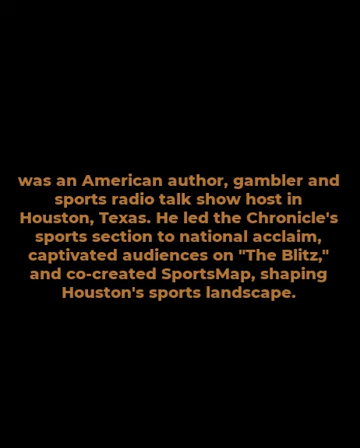 was an American author, gambler and
sports radio talk show host in
Houston, Texas. He led the Chronicle's
sports section to national acclaim,
captivated audiences on "The Blitz,"
and co-created SportsMap, shaping
Houston's sports landscape.